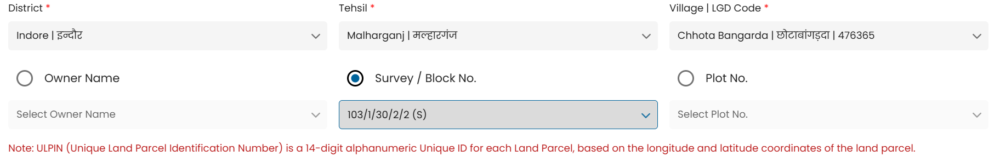 District * Tehsil * Village | LGD Code *
Indore | इन्दौर Malharganj | मल्हारगंज Chhota Bangarda | छोटाबांगड़दा | 476365
Owner Name Survey / Block No. Plot No.
Select Owner Name 103/1/30/2/2 (S) Select Plot No.
Note: ULPIN (Unique Land Parcel Identification Number) is a 14-digit alphanumeric Unique ID for each Land Parcel, based on the longitude and latitude coordinates of the land parcel.